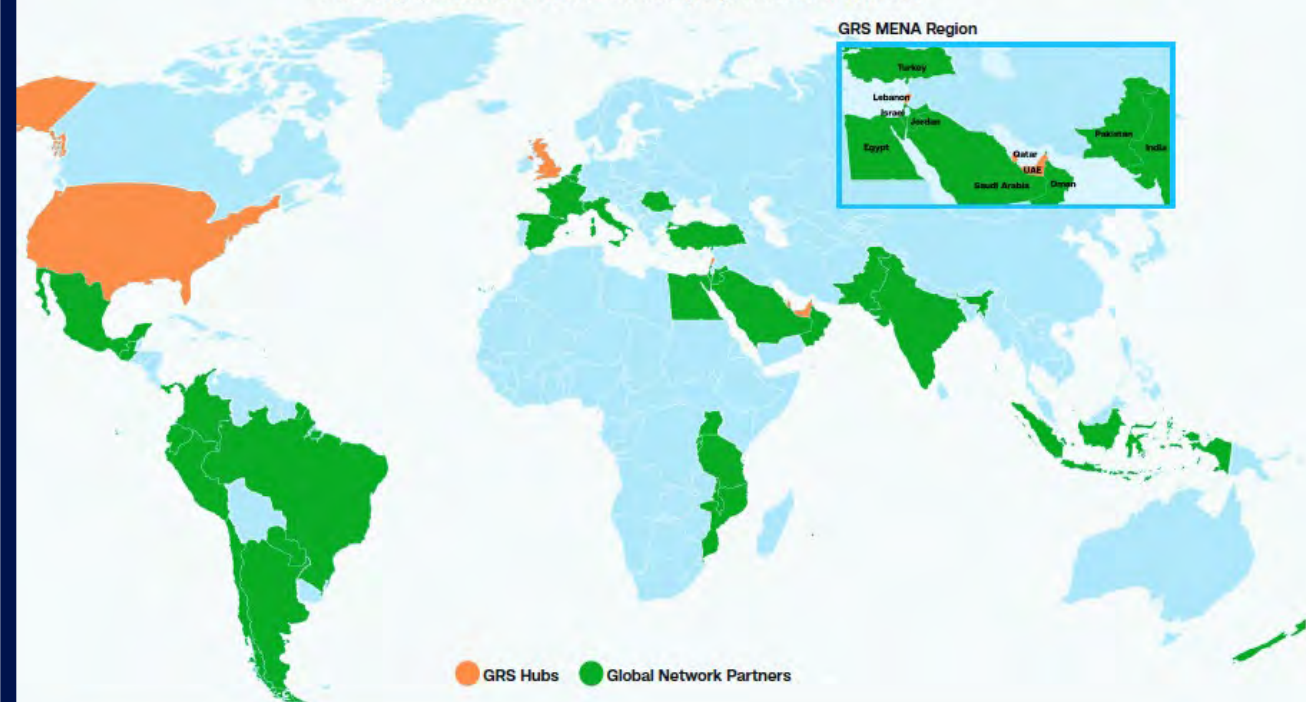 GRS MENA Region
Turkey
Lebanon
Israel
Jordan
Egypt
Pakistan
India
Qatar
UAE
Saudi Arabia
Oman
GRS Hubs
Global Network Partners